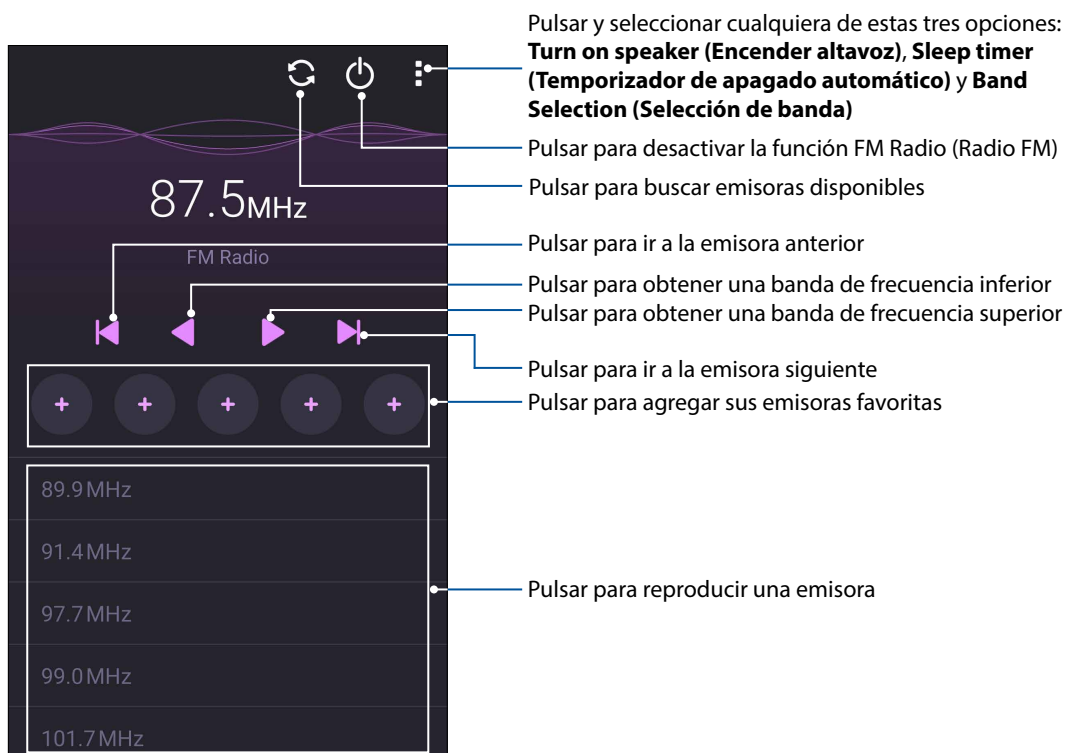 Pulsar y seleccionar cualquiera de estas tres opciones:
Turn on speaker (Encender altavoz), Sleep timer
(Temporizador de apagado automático) y Band
Selection (Selección de banda)
Pulsar para desactivar la función FM Radio (Radio FM)
Pulsar para buscar emisoras disponibles
87.5MHz
FM Radio
Pulsar para ir a la emisora anterior
Pulsar para obtener una banda de frecuencia inferior
Pulsar para obtener una banda de frecuencia superior
Pulsar para ir a la emisora siguiente
Pulsar para agregar sus emisoras favoritas
+ + + + +
89.9MHz
91.4MHz
97.7MHz
99.0MHz
101.7MHz
Pulsar para reproducir una emisora